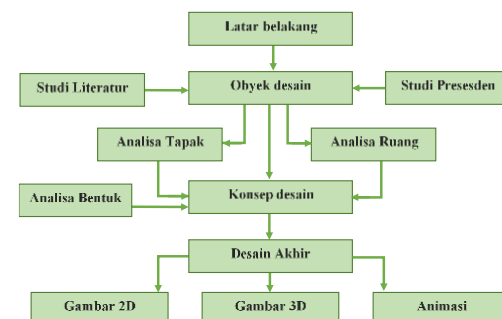 Latar belakang
Studi Literatur
Obyek desain
Studi Presesden
Analisa Tapak
Analisa Ruang
Analisa Bentuk
Konsep desain
Desain Akhir
Gambar 2D
Gambar 3D
Animasi